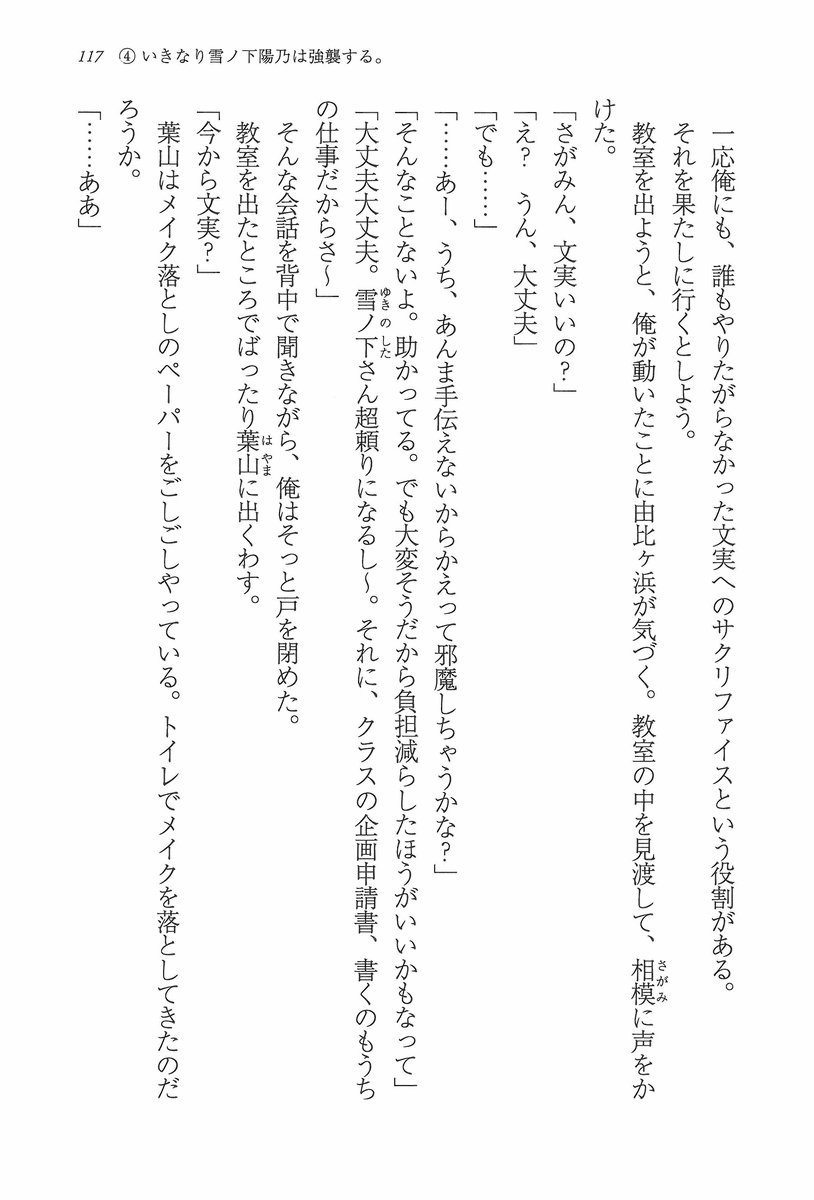 117 ④ いきなり雪ノ下陽乃は強襲する。
一応俺にも、誰もやりたがらなかった文実へのサクリファイスという役割がある。
それを果たしに行くとしよう。
教室を出ようと、俺が動いたことに由比ヶ浜が気づく。教室の中を見渡して、相模に声をか
けた。
「さがみん、文実いいの？」
「え？　うん、大丈夫」
「でも……」
「……あー、うち、あんま手伝えないからかえって邪魔しちゃうかな？」
「そんなことないよ。助かってる。でも大変そうだから負担減らしたほうがいいかもなって」
「大丈夫大丈夫。雪ノ下さん超頼りになるし～。それに、クラスの企画申請書、書くのもうち
の仕事だからさ～」
そんな会話を背中で聞きながら、俺はそっと戸を閉めた。
教室を出たところでばったり葉山に出くわす。
「今から文実？」
葉山はメイク落としのペーパーをごしごしやっている。トイレでメイクを落としてきたのだ
ろうか。
「……ああ」